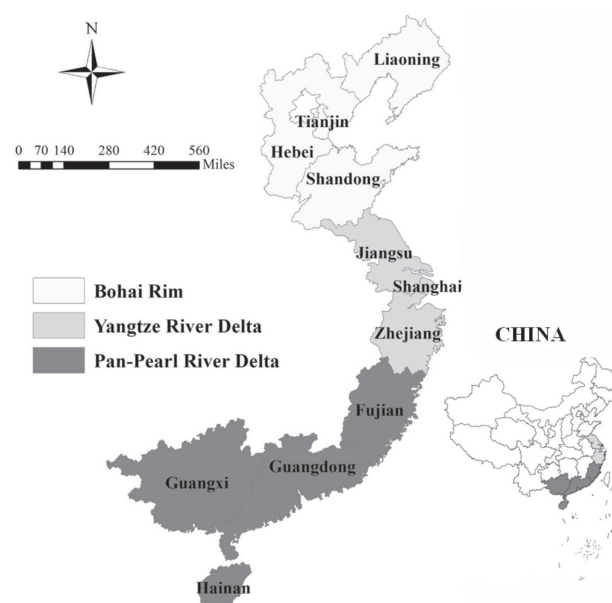 N
Liaoning
Tianjin
Hebei
Shandong
0 70 140 280 420 560
Miles
Jiangsu
Shanghai
Zhejiang
Bohai Rim
Yangtze River Delta
Pan-Pearl River Delta
CHINA
Fujian
Guangdong
Guangxi
Hainan